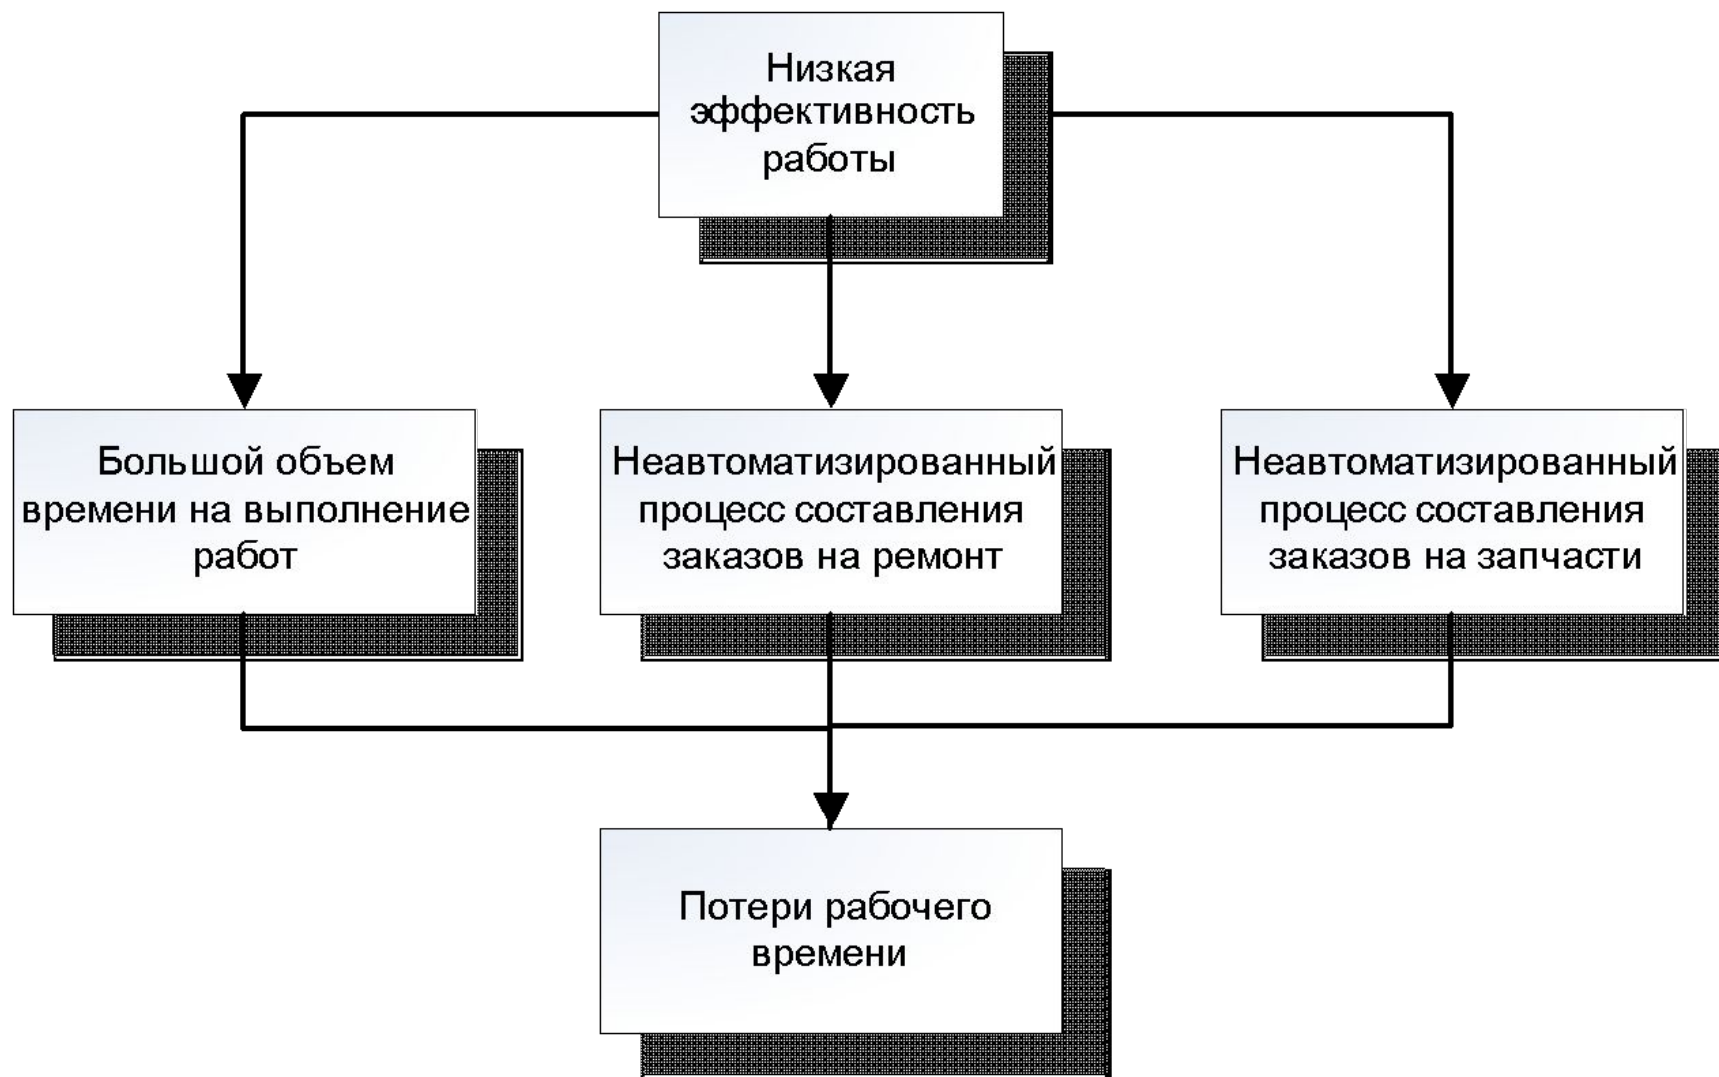 Низкая
эффективность
работы
Большой объем
времени на выполнение
работ
Неавтоматизированный
процесс составления
заказов на ремонт
Неавтоматизированный
процесс составления
заказов на запчасти
Потери рабочего
времени